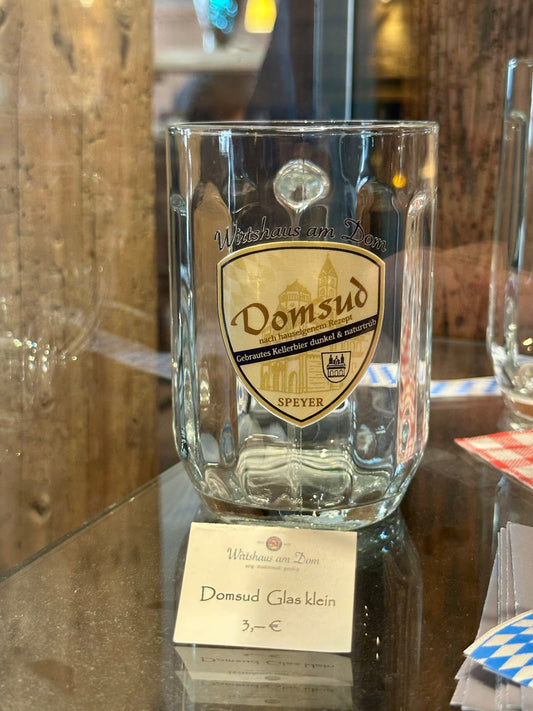 Wirtshaus am Dom
Domsud
nach hauseigenem Rezept
Gebrautes Kellerbier dunkel & naturtrüb
SPEYER
Wirtshaus am Dom
Domsud Glas klein
3,– €